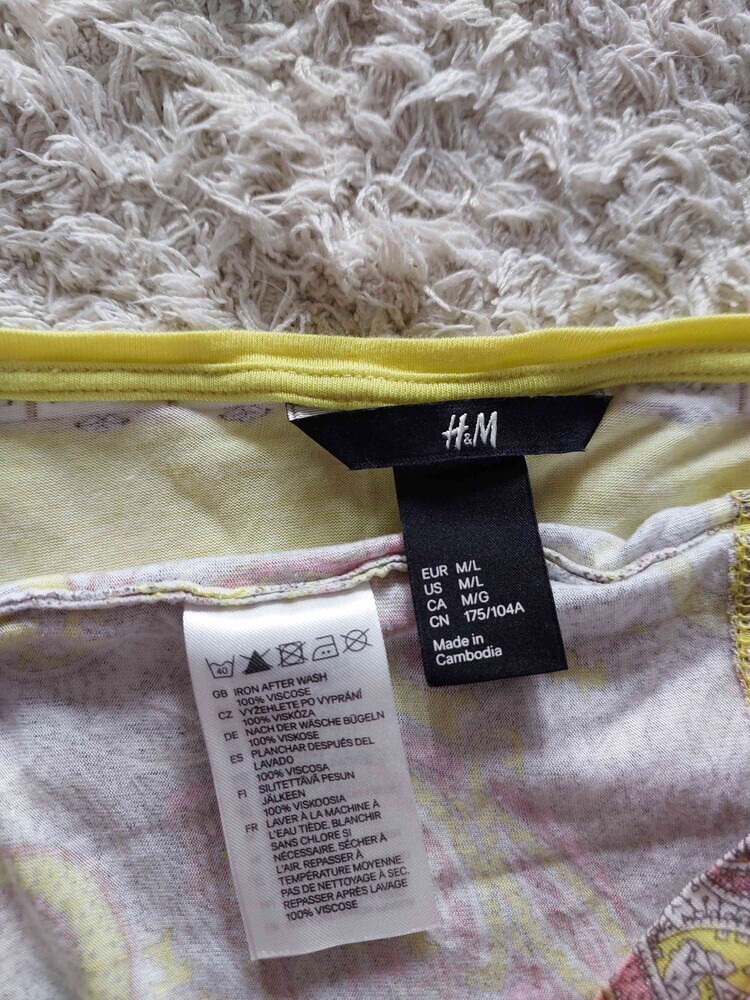 H&M
EUR M/L
US M/L
CA M/G
CN 175/104A
Made in
Cambodia
40
GB IRON AFTER WASH
100% VISCOSE
CZ VYŽEHLETE PO VYPRÁNÍ
100% VISKÓZA
DE NACH DER WÄSCHE BÜGELN
100% VISKOSE
ES PLANCHAR DESPUÉS DEL
LAVADO
100% VISCOSA
FI SILITETTÄVÄ PESUN
JÄLKEEN
100% VISKOOSIA
FR LAVER À LA MACHINE À
L'EAU TIÈDE. BLANCHIR
SANS CHLORE SI
NÉCESSAIRE. SÉCHER À
L'AIR. REPASSER À
TEMPÉRATURE MOYENNE.
PAS DE NETTOYAGE À SEC.
REPASSER APRÈS LAVAGE
100% VISCOSE